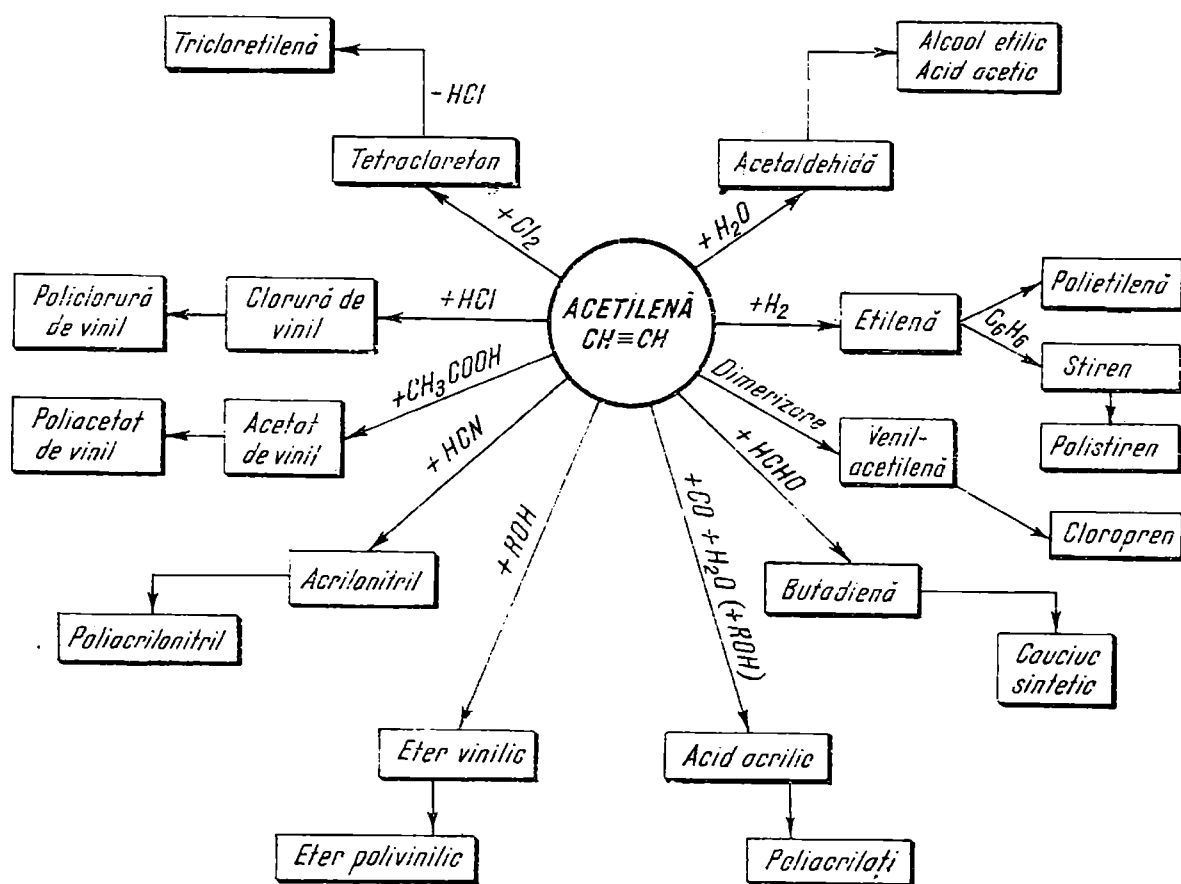 Tricloretilenă
Alcool etilic
Acid acetic
-HCl
Tetracloretan
Acetaldehidă
+Cl₂
+H₂O
Policlorură
de vinil
Clorură de
vinil
+HCl
ACETILENĂ
CH≡CH
+H₂
Etilenă
Polietilenă
C₆H₆
Stiren
Polistiren
+CH₃COOH
Poliacetat
de vinil
Acetat
de vinil
Dimerizare
Venil-
acetilenă
Cloropren
+HCN
Acrilonitril
Poliacrilonitril
+HCHO
Butadienă
Cauciuc
sintetic
+ROH
Eter vinilic
Eter polivinilic
+CO +H₂O (+ROH)
Acid acrilic
Poliacrilați